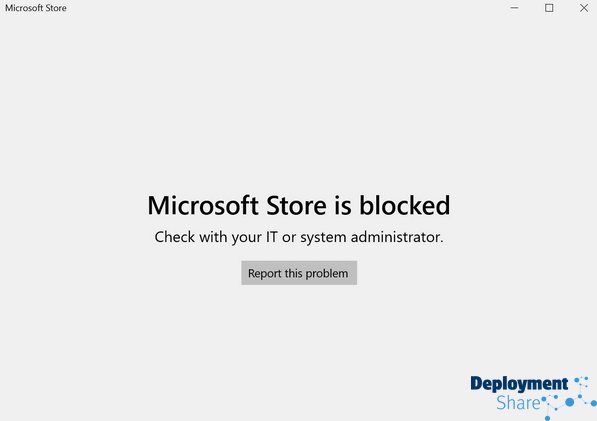 Microsoft Store
Microsoft Store is blocked
Check with your IT or system administrator.
Report this problem
Deployment
Share